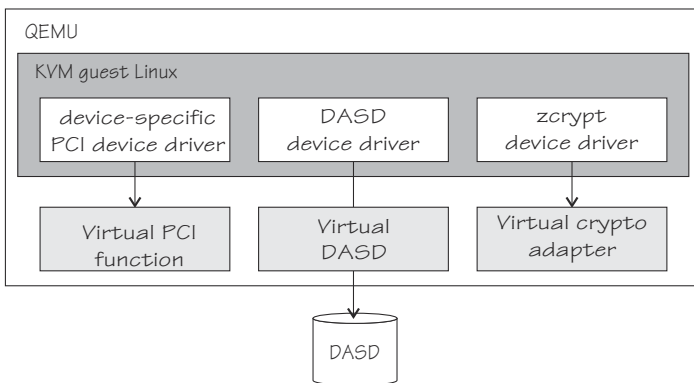 QEMU
KVM guest Linux
device-specific
PCI device driver
DASD
device driver
zcrypt
device driver
Virtual PCI
function
Virtual
DASD
Virtual crypto
adapter
DASD